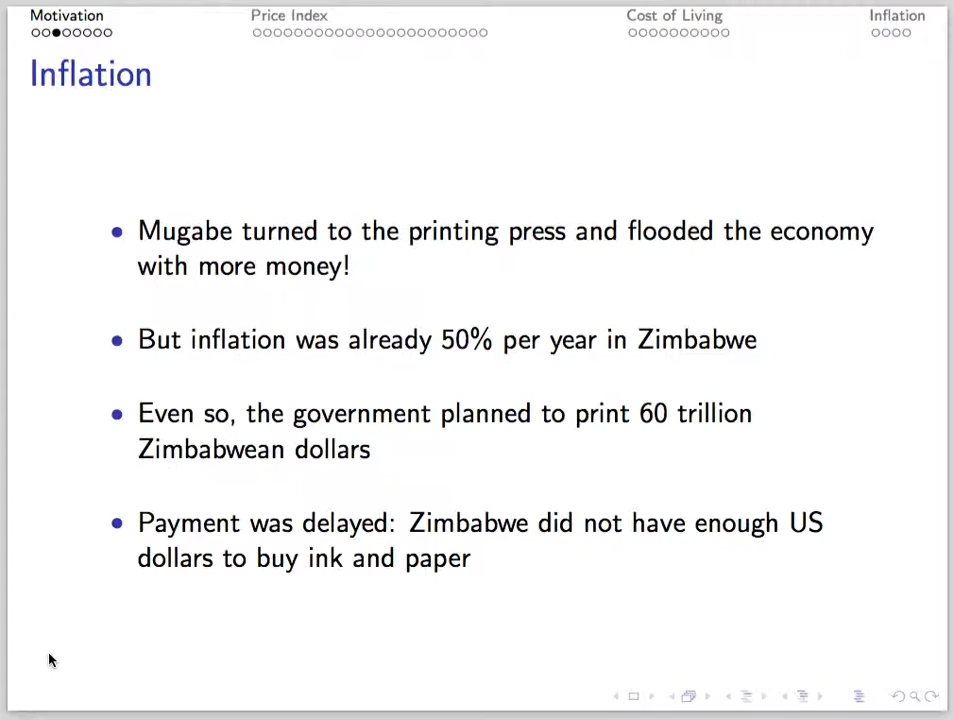 Motivation Price Index Cost of Living Inflation
Inflation
• Mugabe turned to the printing press and flooded the economy
with more money!
• But inflation was already 50% per year in Zimbabwe
• Even so, the government planned to print 60 trillion
Zimbabwean dollars
• Payment was delayed: Zimbabwe did not have enough US
dollars to buy ink and paper